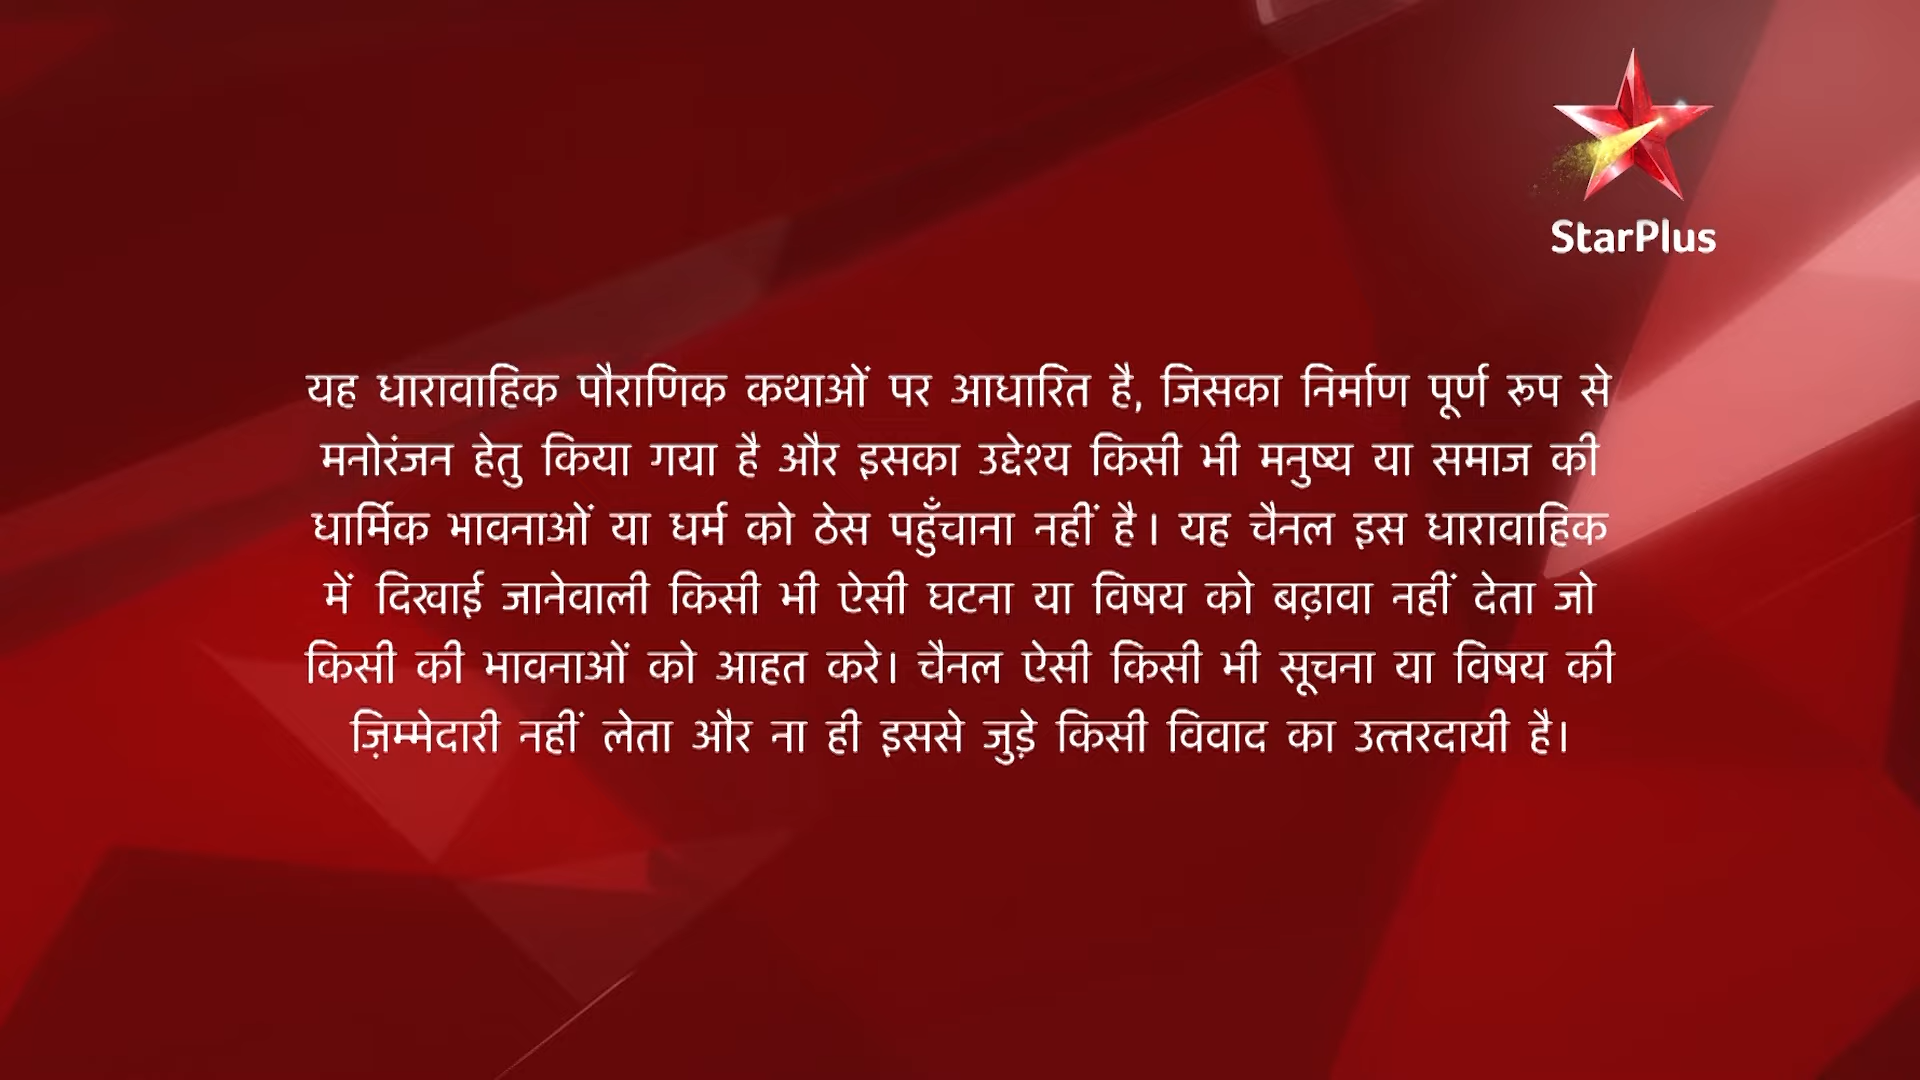 StarPlus
यह धारावाहिक पौराणिक कथाओं पर आधारित है, जिसका निर्माण पूर्ण रूप से
मनोरंजन हेतु किया गया है और इसका उद्देश्य किसी भी मनुष्य या समाज की
धार्मिक भावनाओं या धर्म को ठेस पहुँचाना नहीं है। यह चैनल इस धारावाहिक
में दिखाई जानेवाली किसी भी ऐसी घटना या विषय को बढ़ावा नहीं देता जो
किसी की भावनाओं को आहत करे। चैनल ऐसी किसी भी सूचना या विषय की
ज़िम्मेदारी नहीं लेता और ना ही इससे जुड़े किसी विवाद का उत्तरदायी है।